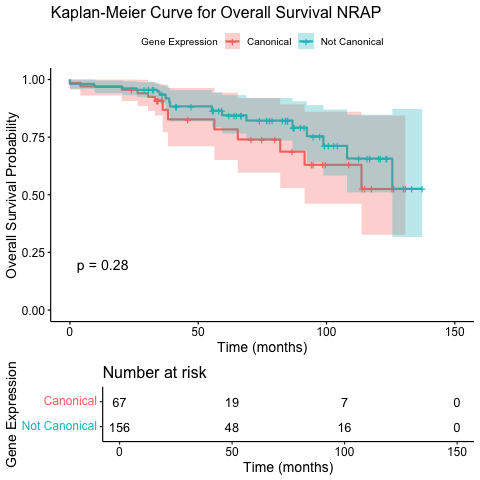 Kaplan-Meier Curve for Overall Survival NRAP
Gene Expression Canonical Not Canonical
1.00
0.75
0.50
0.25
0.00
Overall Survival Probability
p = 0.28
0 50 100 150
Time (months)
Number at risk
Gene Expression
Canonical 67 19 7 0
Not Canonical 156 48 16 0
0 50 100 150
Time (months)